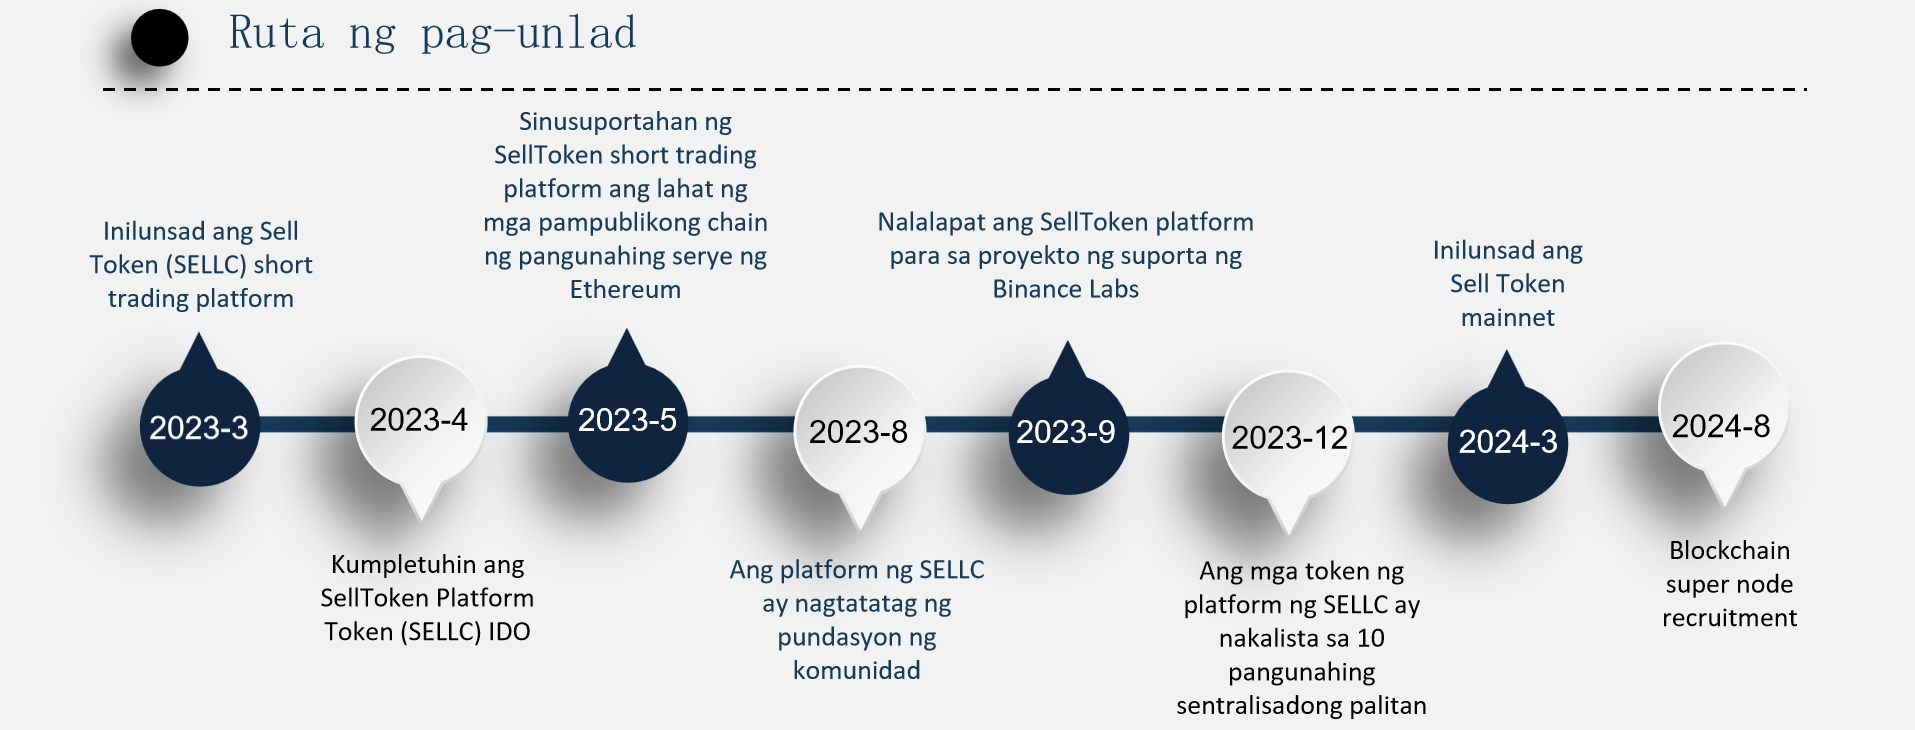 Ruta ng pag-unlad
Inilunsad ang Sell
Token (SELLC) short
trading platform
2023-3
2023-4
Kumpletuhin ang
SellToken Platform
Token (SELLC) IDO
Sinusuportahan ng
SellToken short trading
platform ang lahat ng
mga pampublikong chain
ng pangunahing serye ng
Ethereum
2023-5
2023-8
Ang platform ng SELLC
ay nagtatatag ng
pundasyon ng
komunidad
Nalalapat ang SellToken platform
para sa proyekto ng suporta ng
Binance Labs
2023-9
2023-12
Ang mga token ng
platform ng SELLC ay
nakalista sa 10
pangunahing
sentralisadong palitan
Inilunsad ang
Sell Token
mainnet
2024-3
2024-8
Blockchain
super node
recruitment